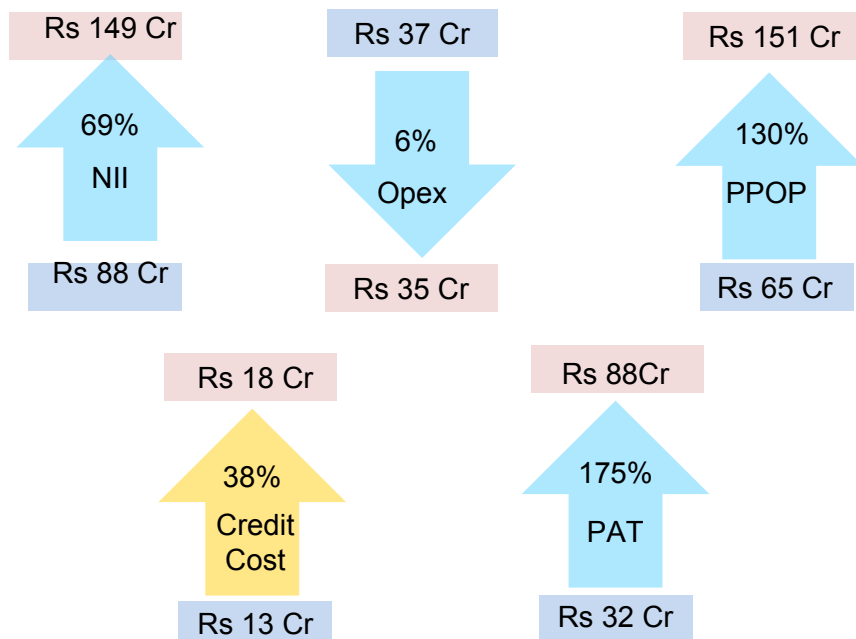 Rs 149 Cr
69%
NII
Rs 88 Cr
Rs 37 Cr
6%
Opex
Rs 35 Cr
Rs 151 Cr
130%
PPOP
Rs 65 Cr
Rs 18 Cr
38%
Credit
Cost
Rs 13 Cr
Rs 88Cr
175%
PAT
Rs 32 Cr